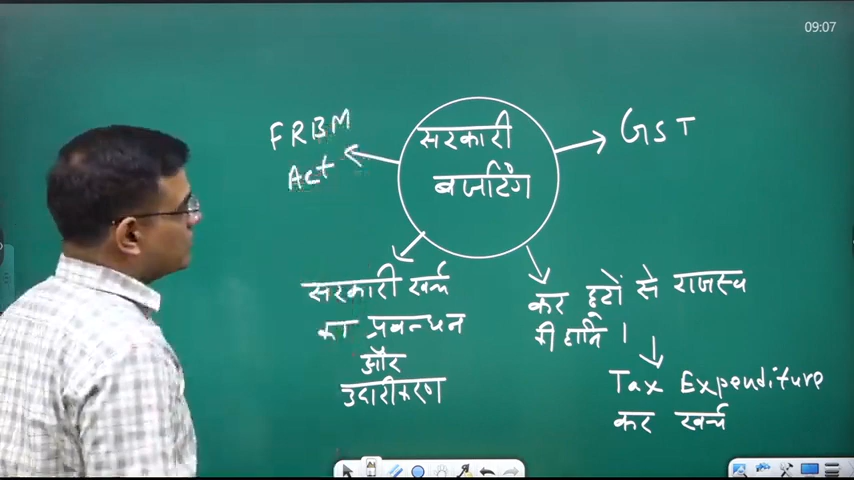 09:07
FRBM
Act
सरकारी
बजटिंग
GST
सरकारी खर्च
का प्रबन्धन
और
उदारीकरण
कर छूटों से राजस्व
की हानि ।
Tax Expenditure
कर खर्च